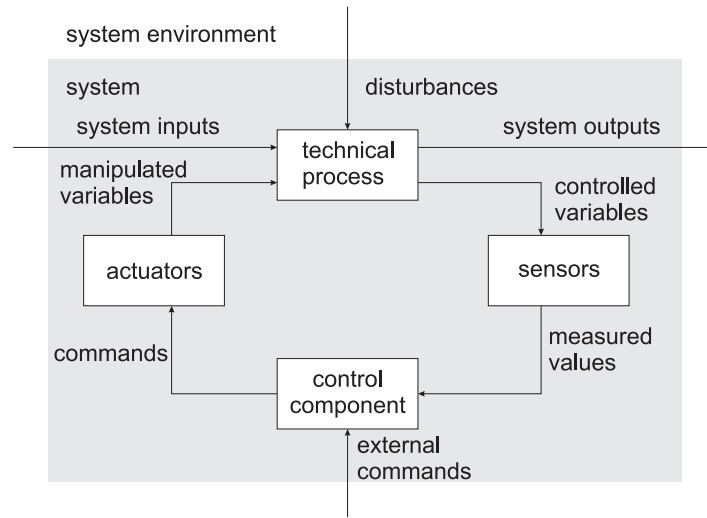 system environment
system
disturbances
system inputs
system outputs
technical
process
manipulated
variables
controlled
variables
actuators
sensors
commands
measured
values
control
component
external
commands